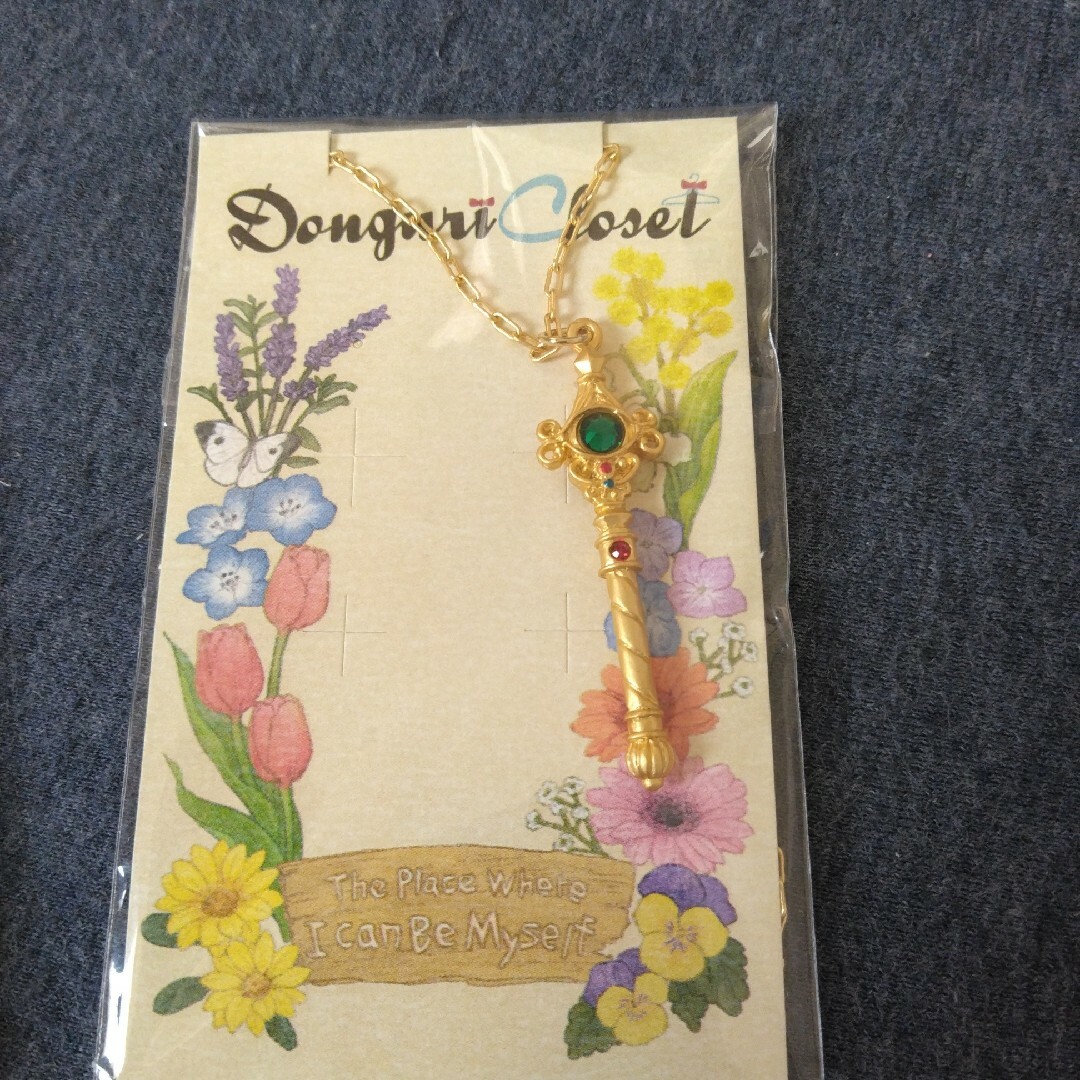 Donguri Closet
The Place Where
I can Be Myself